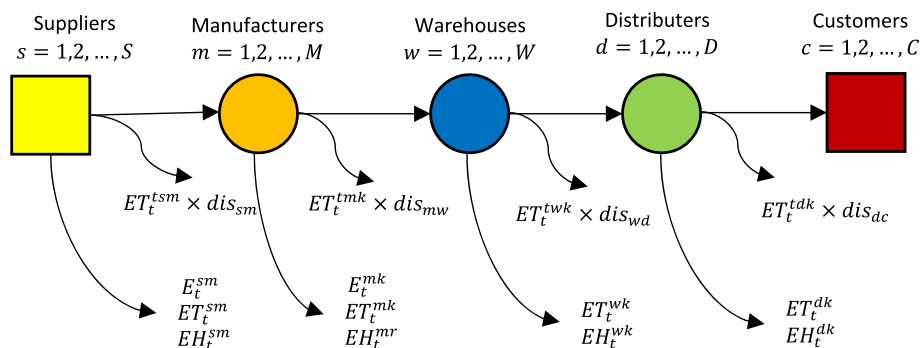 Suppliers
s = 1,2, … , S
Manufacturers
m = 1,2, … , M
Warehouses
w = 1,2, … , W
Distributers
d = 1,2, … , D
Customers
c = 1,2, … , C
ET_t^{tsm} × dis_{sm}
ET_t^{tmk} × dis_{mw}
ET_t^{twk} × dis_{wd}
ET_t^{tdk} × dis_{dc}
E_t^{sm}
ET_t^{sm}
EH_t^{sm}
E_t^{mk}
ET_t^{mk}
EH_t^{mr}
ET_t^{wk}
EH_t^{wk}
ET_t^{dk}
EH_t^{dk}